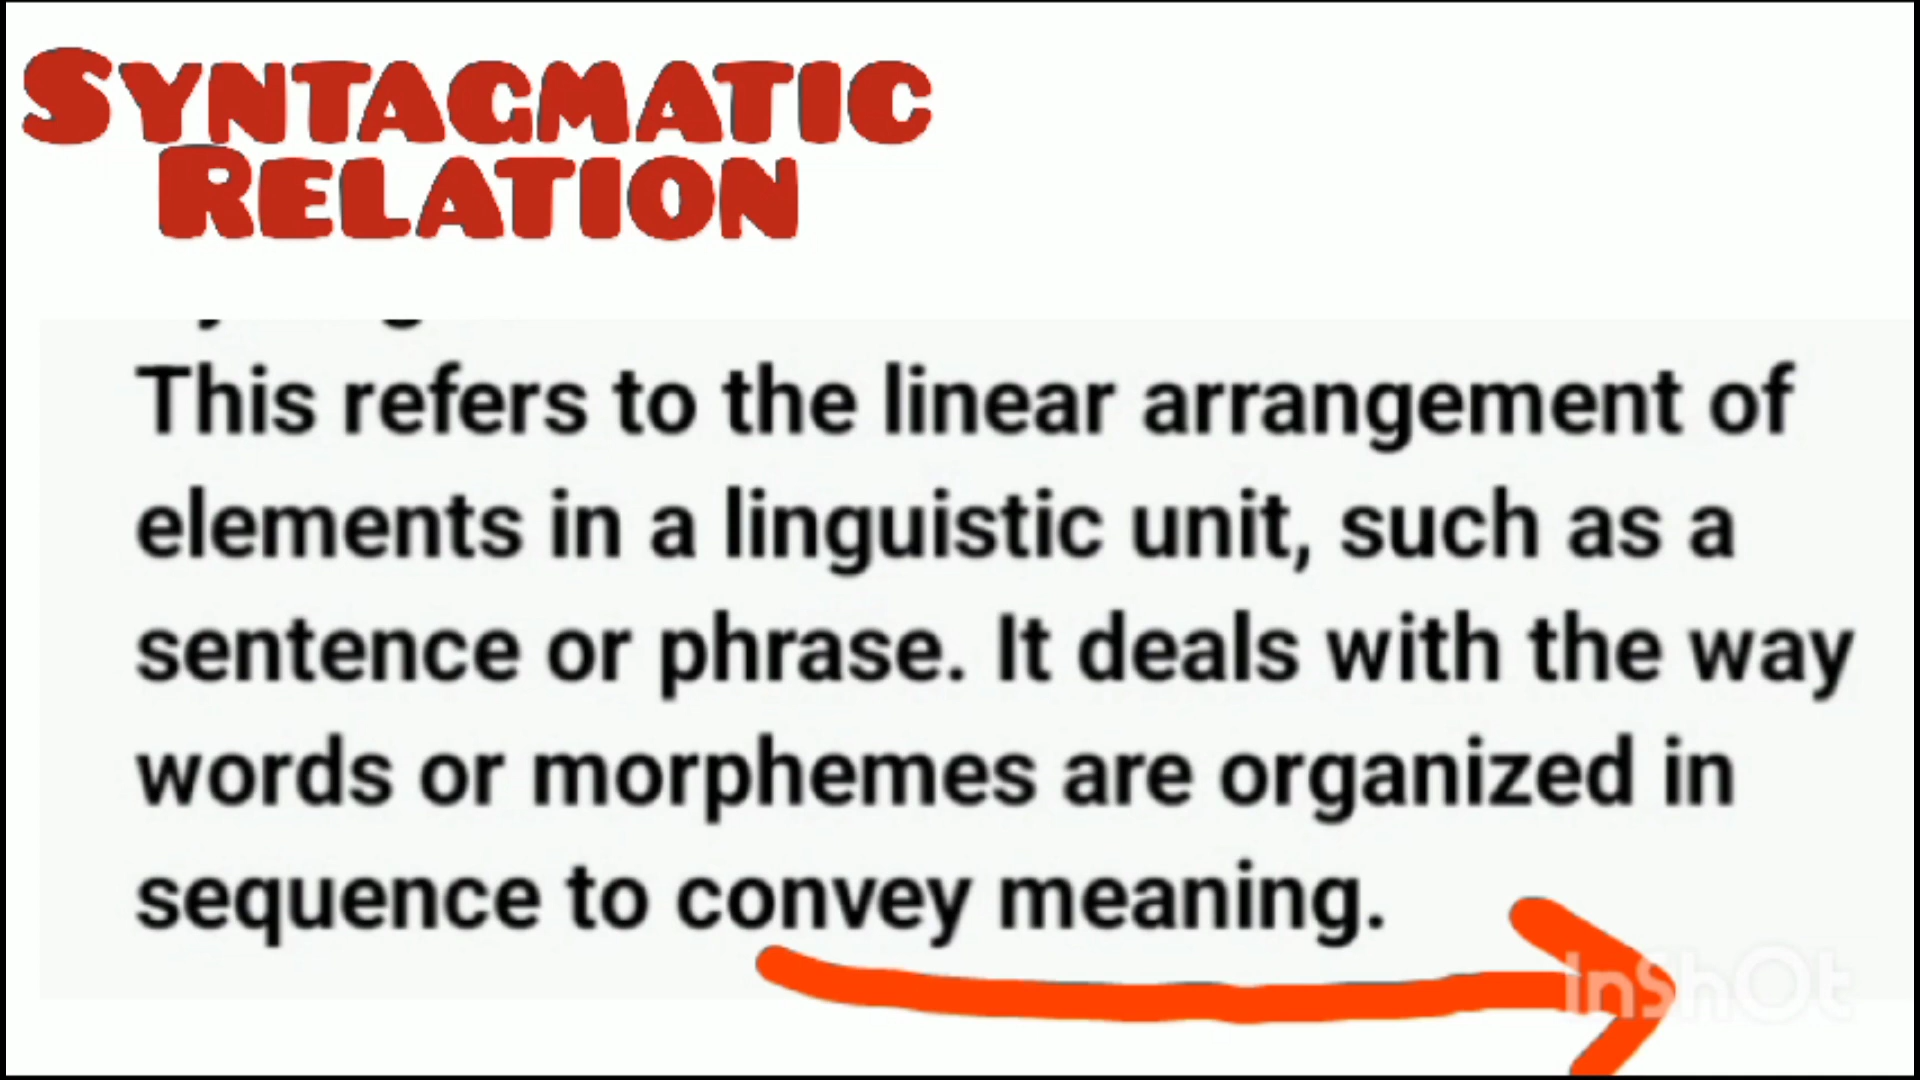 SYNTAGMATIC
RELATION
This refers to the linear arrangement of
elements in a linguistic unit, such as a
sentence or phrase. It deals with the way
words or morphemes are organized in
sequence to convey meaning.
InShOt